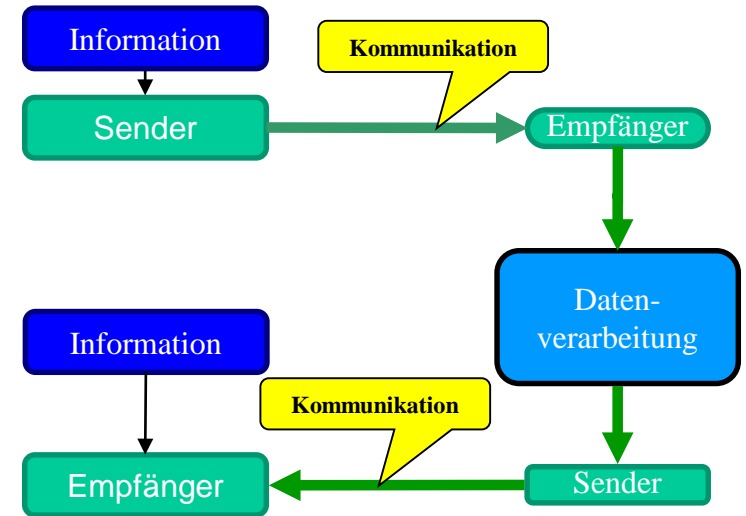 Information
Kommunikation
Sender
Empfänger
Daten-
verarbeitung
Information
Kommunikation
Empfänger
Sender